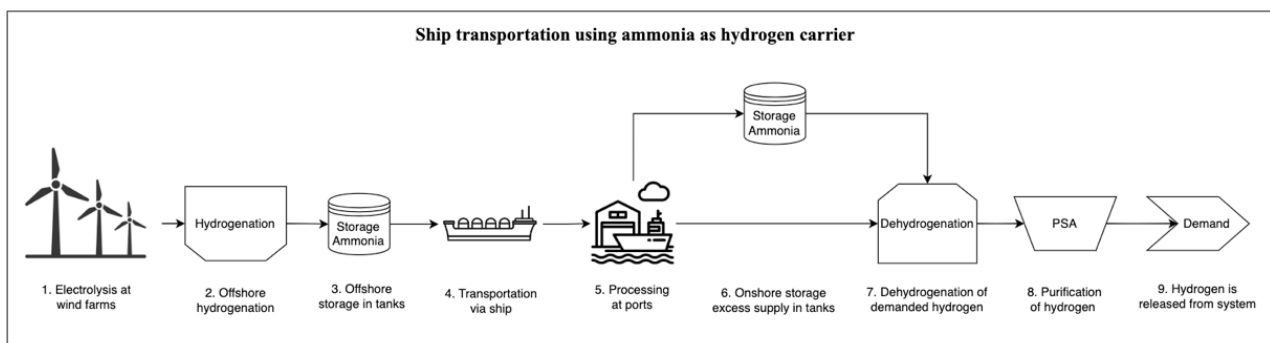 Ship transportation using ammonia as hydrogen carrier
Storage
Ammonia
Hydrogenation
Storage
Ammonia
Dehydrogenation
PSA
Demand
1. Electrolysis at
wind farms
2. Offshore
hydrogenation
3. Offshore
storage in tanks
4. Transportation
via ship
5. Processing
at ports
6. Onshore storage
excess supply in tanks
7. Dehydrogenation of
demanded hydrogen
8. Purification
of hydrogen
9. Hydrogen is
released from system